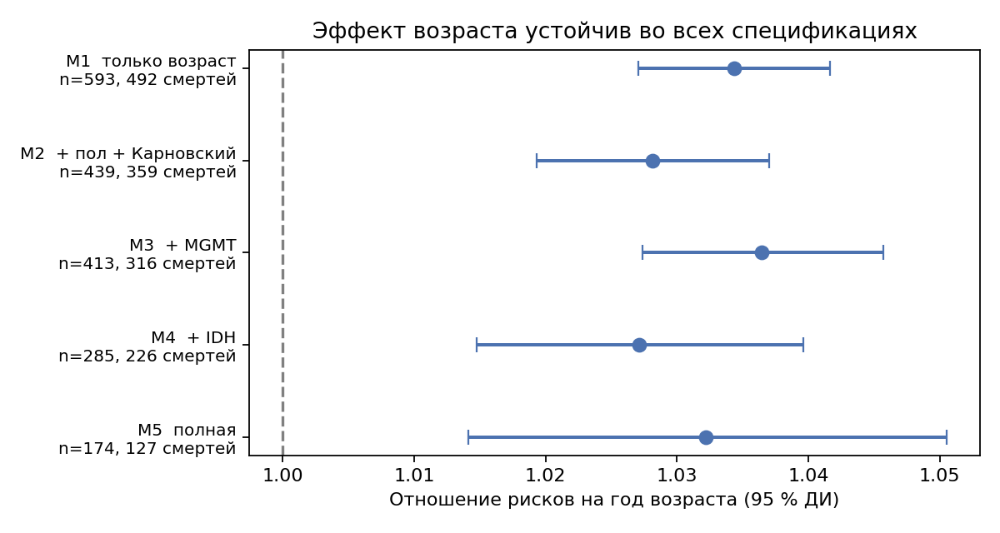 Эффект возраста устойчив во всех спецификациях
M1 только возраст
n=593, 492 смертей
M2 + пол + Карновский
n=439, 359 смертей
M3 + MGMT
n=413, 316 смертей
M4 + IDH
n=285, 226 смертей
M5 полная
n=174, 127 смертей
1.00 1.01 1.02 1.03 1.04 1.05
Отношение рисков на год возраста (95 % ДИ)